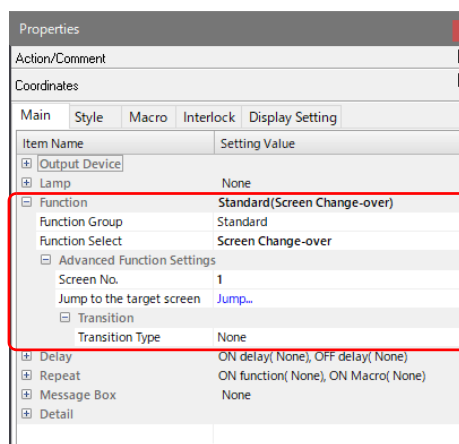 Properties
Action/Comment
Coordinates
Main Style Macro Interlock Display Setting
Item Name Setting Value
Output Device
Lamp None
Function Standard(Screen Change-over)
Function Group Standard
Function Select Screen Change-over
Advanced Function Settings
Screen No. 1
Jump to the target screen Jump...
Transition
Transition Type None
Delay ON delay( None), OFF delay( None)
Repeat ON function( None), ON Macro( None)
Message Box None
Detail